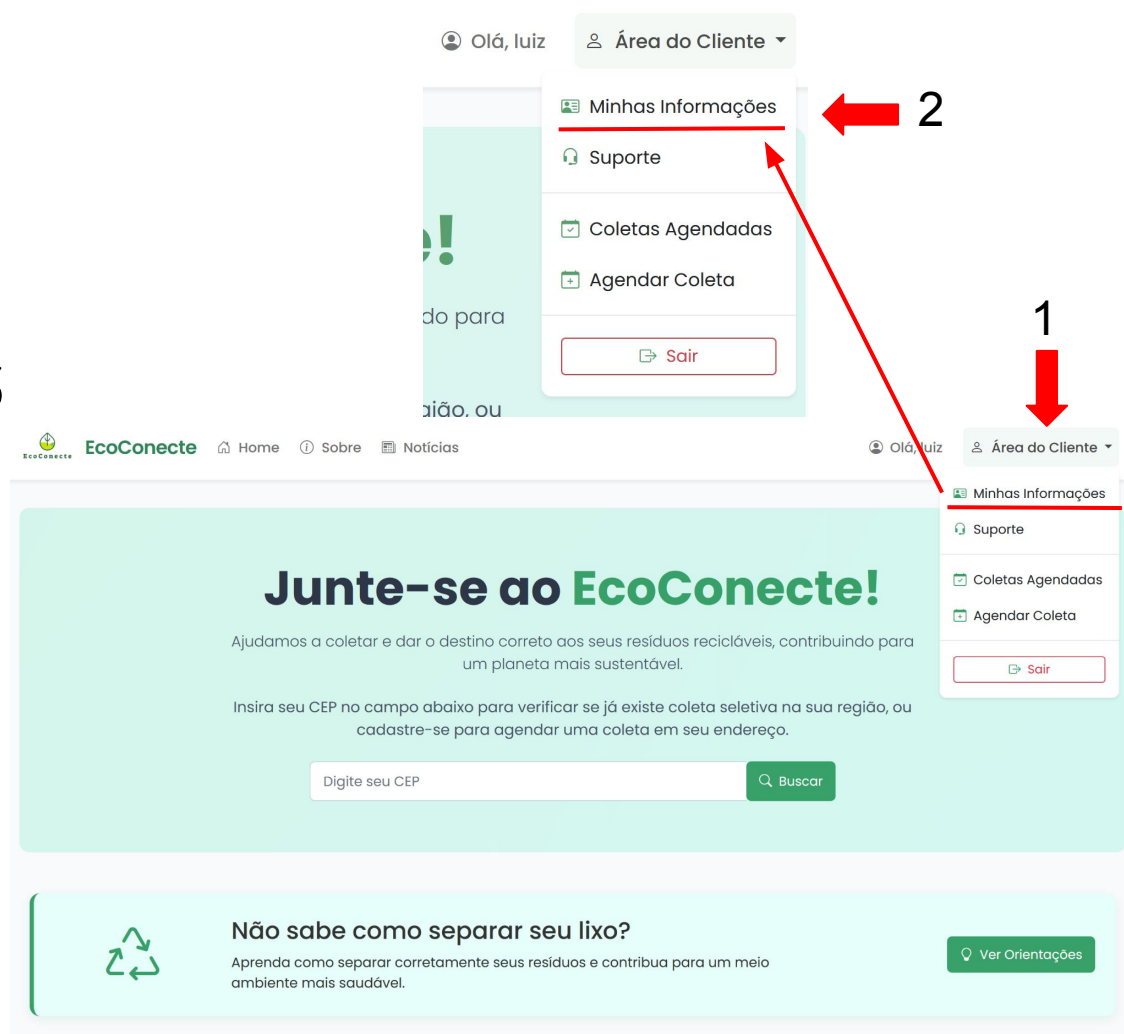 Olá, luiz Área do Cliente
Minhas Informações
2
Suporte
e!
Coletas Agendadas
Agendar Coleta
do para
Sair
1
gião, ou
EcoConecte
EcoConecte Home Sobre Notícias Olá, luiz Área do Cliente
Minhas Informações
Suporte
Junte-se ao EcoConecte!
Coletas Agendadas
Agendar Coleta
Ajudamos a coletar e dar o destino correto aos seus resíduos recicláveis, contribuindo para
um planeta mais sustentável.
Sair
Insira seu CEP no campo abaixo para verificar se já existe coleta seletiva na sua região, ou
cadastre-se para agendar uma coleta em seu endereço.
Digite seu CEP Buscar
Não sabe como separar seu lixo?
Aprenda como separar corretamente seus resíduos e contribua para um meio
ambiente mais saudável.
Ver Orientações